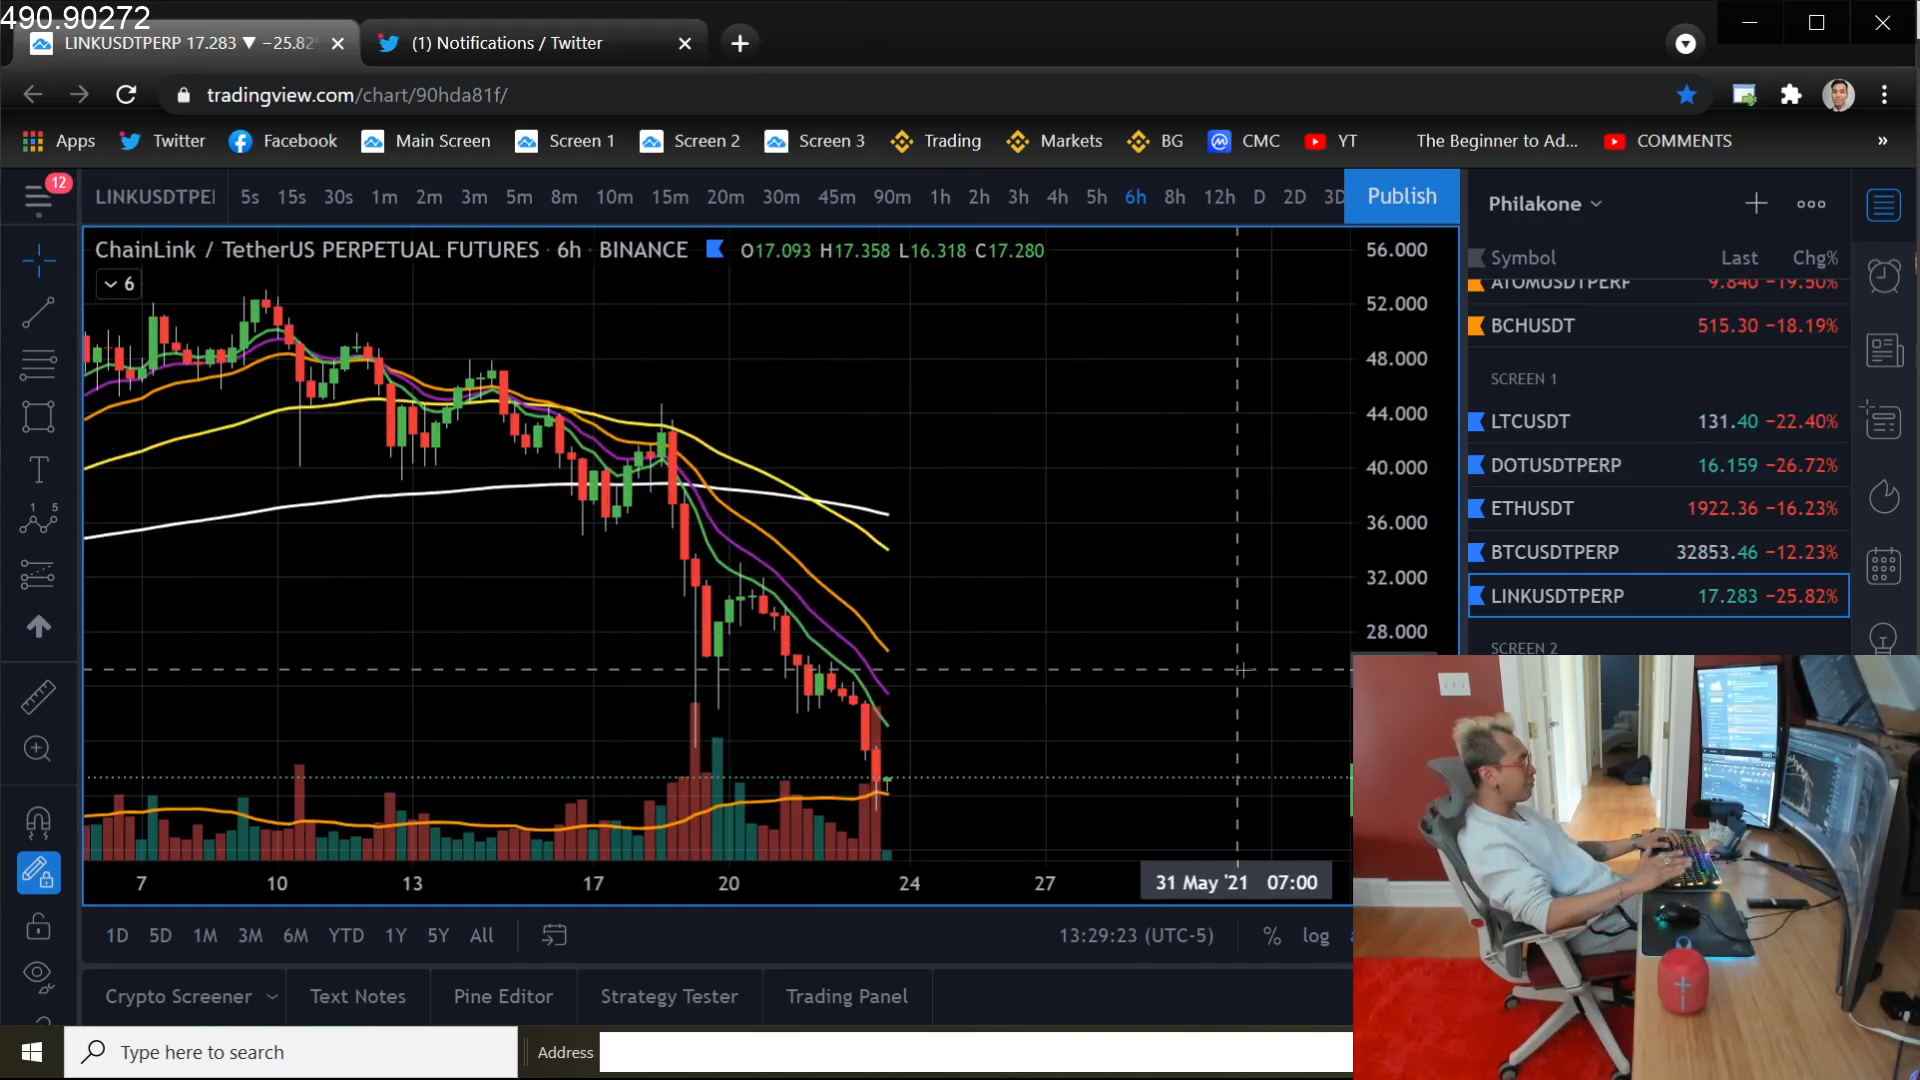 490.90272
LINKUSDTPERP 17.283 ▼ −25.82
(1) Notifications / Twitter
tradingview.com/chart/90hda81f/
Apps Twitter Facebook Main Screen Screen 1 Screen 2 Screen 3 Trading Markets BG CMC YT The Beginner to Ad... COMMENTS »
12
LINKUSDTPE 5s 15s 30s 1m 2m 3m 5m 8m 10m 15m 20m 30m 45m 90m 1h 2h 3h 4h 5h 6h 8h 12h D 2D 3D Publish
Philakone
ChainLink / TetherUS PERPETUAL FUTURES · 6h · BINANCE O17.093 H17.358 L16.318 C17.280
6
Symbol Last Chg%
ATOMUSDTPERP 9.840 −19.50%
BCHUSDT 515.30 −18.19%
SCREEN 1
LTCUSDT 131.40 −22.40%
DOTUSDTPERP 16.159 −26.72%
ETHUSDT 1922.36 −16.23%
BTCUSDTPERP 32853.46 −12.23%
LINKUSDTPERP 17.283 −25.82%
SCREEN 2
56.000
52.000
48.000
44.000
40.000
36.000
32.000
28.000
T
1 5
7 10 13 17 20 24 27 31 May '21 07:00
1D 5D 1M 3M 6M YTD 1Y 5Y All 13:29:23 (UTC-5) % log
Crypto Screener Text Notes Pine Editor Strategy Tester Trading Panel
Type here to search Address